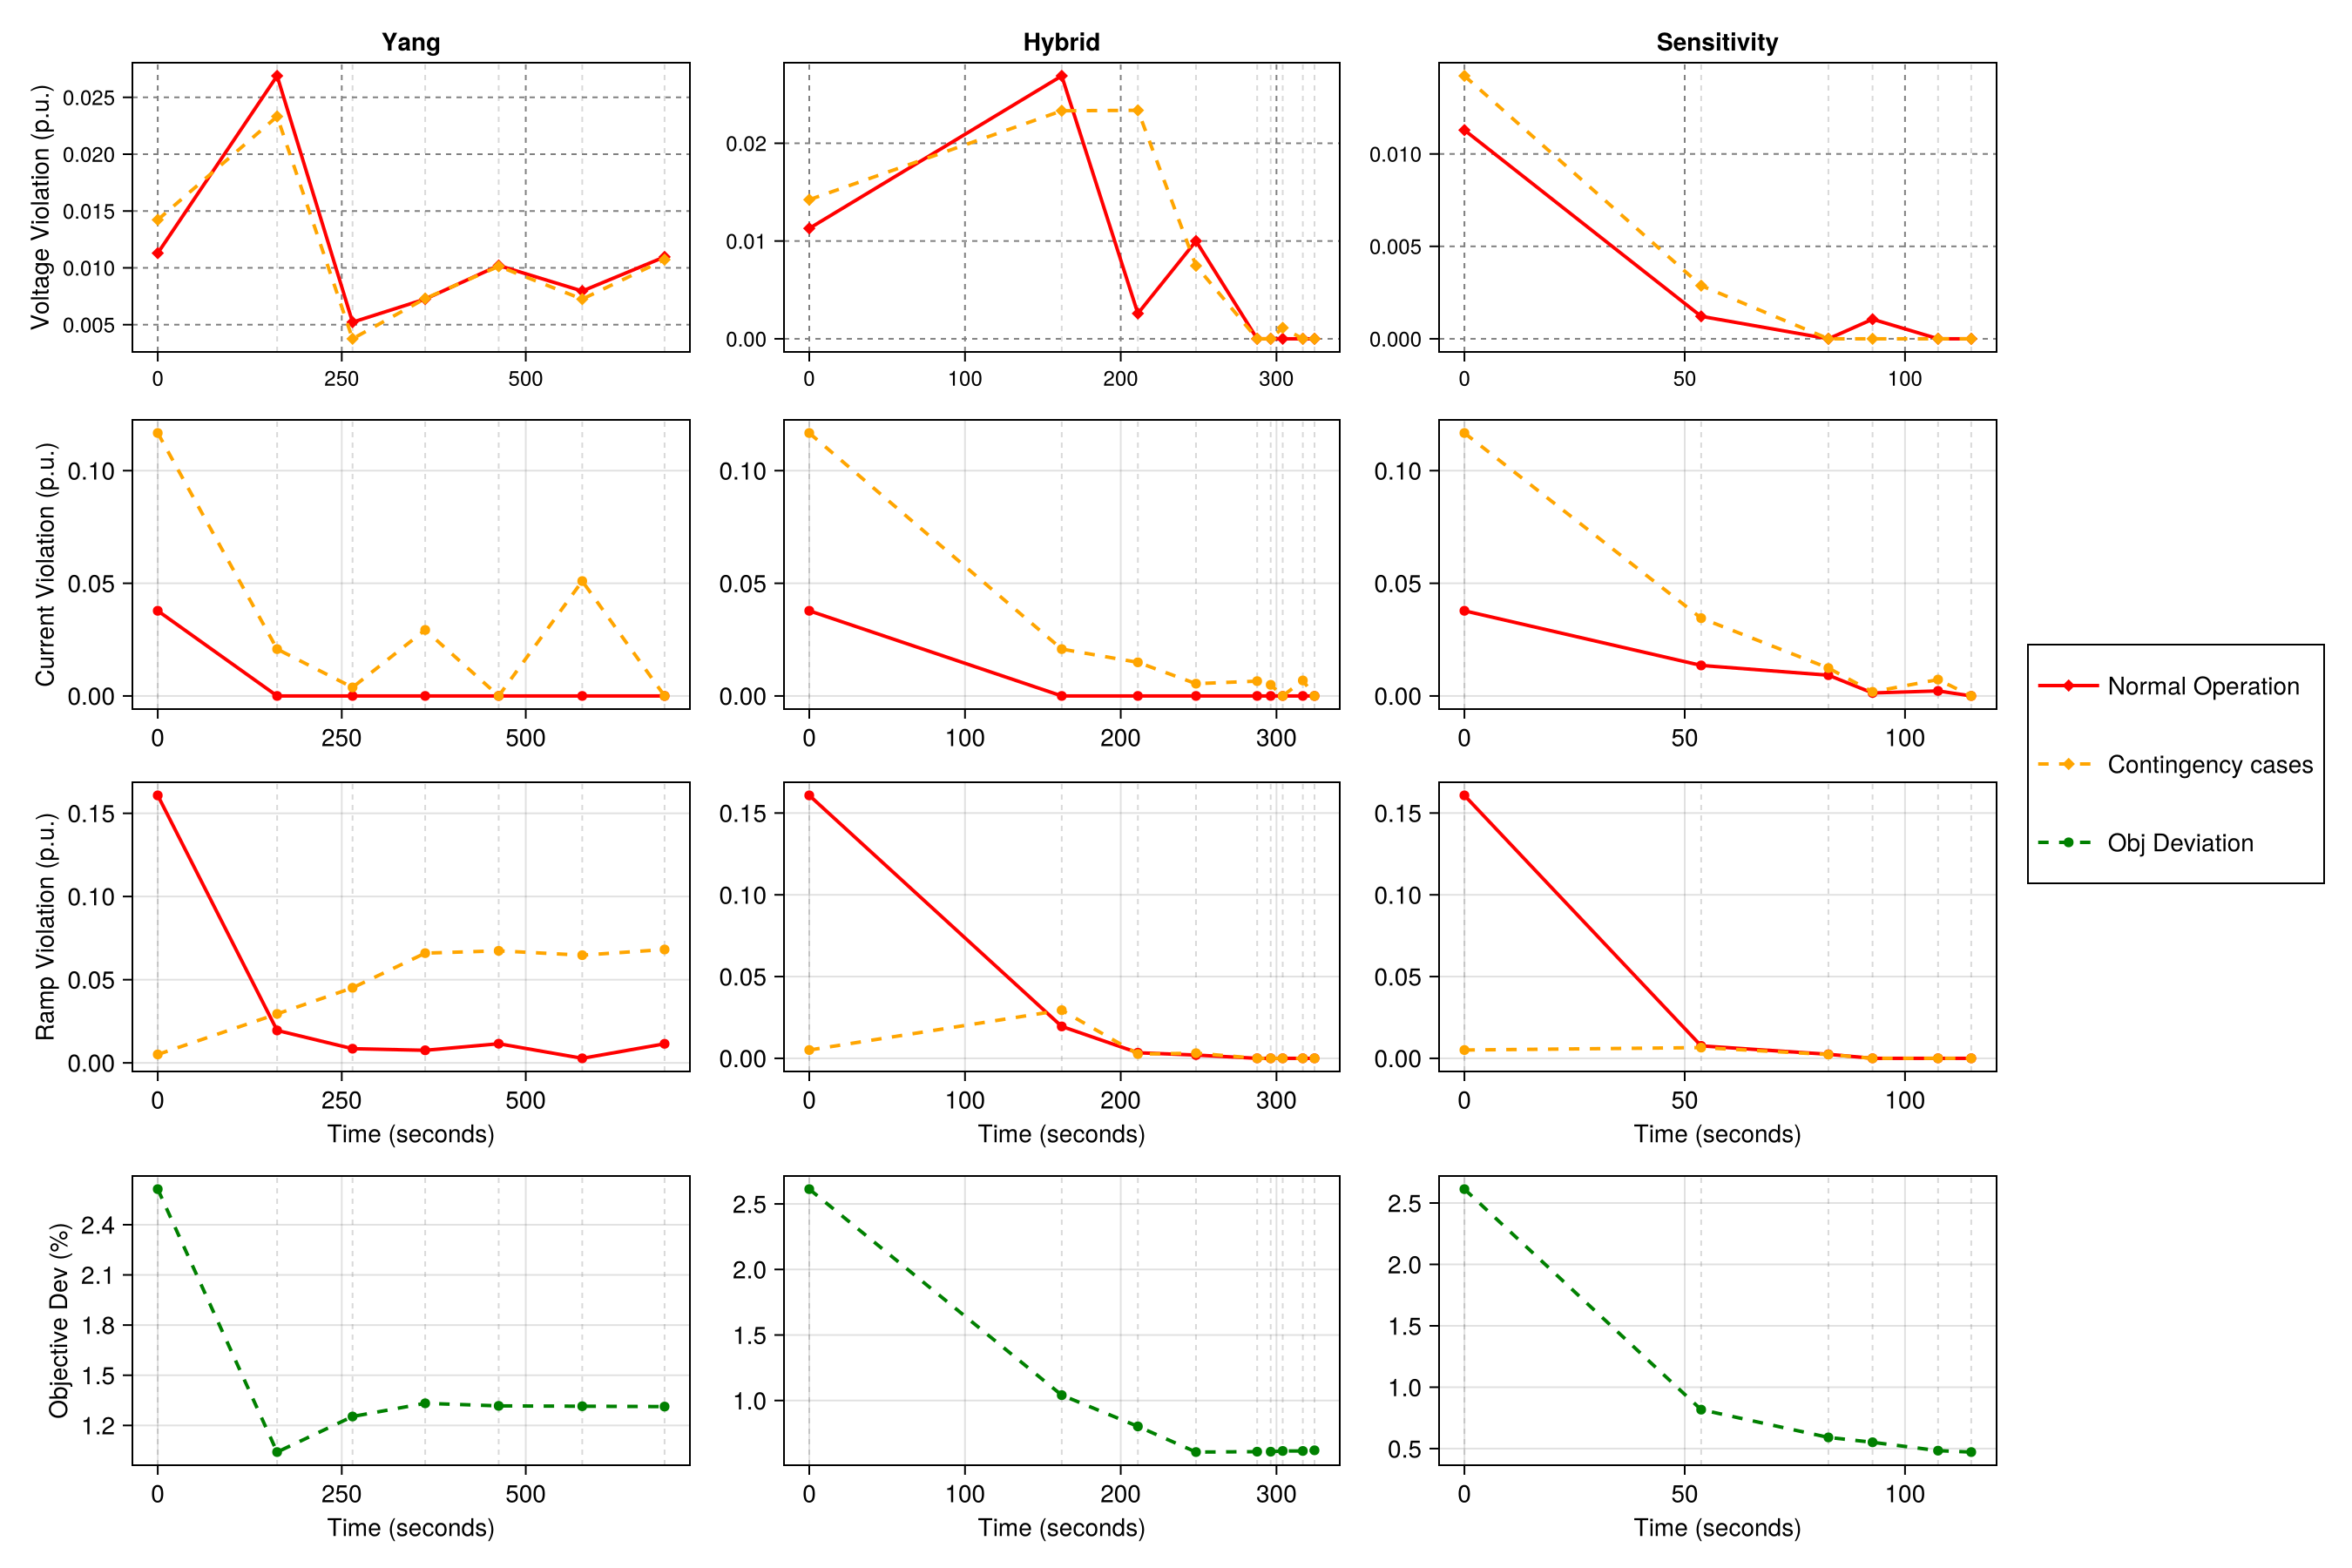 Yang
Hybrid
Sensitivity
Voltage Violation (p.u.)
0.025
0.020
0.015
0.010
0.005
0 250 500
0.02
0.01
0.00
0 100 200 300
0.010
0.005
0.000
0 50 100
Current Violation (p.u.)
0.10
0.05
0.00
0 250 500
0.10
0.05
0.00
0 100 200 300
0.10
0.05
0.00
0 50 100
Normal Operation
Contingency cases
Obj Deviation
Ramp Violation (p.u.)
0.15
0.10
0.05
0.00
0 250 500
Time (seconds)
0.15
0.10
0.05
0.00
0 100 200 300
Time (seconds)
0.15
0.10
0.05
0.00
0 50 100
Time (seconds)
Objective Dev (%)
2.4
2.1
1.8
1.5
1.2
0 250 500
Time (seconds)
2.5
2.0
1.5
1.0
0 100 200 300
Time (seconds)
2.5
2.0
1.5
1.0
0.5
0 50 100
Time (seconds)